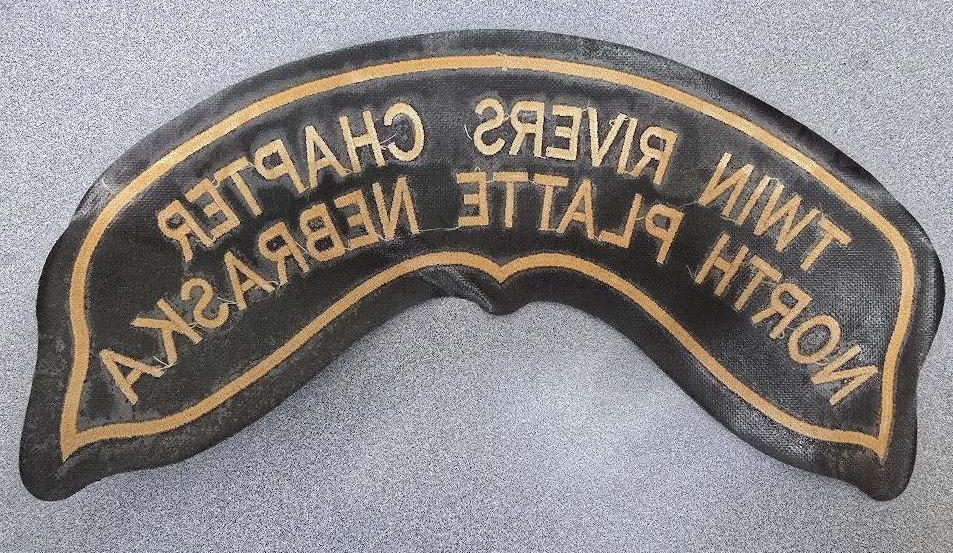 TWIN RIVERS CHAPTER
NORTH PLATTE NEBRASKA